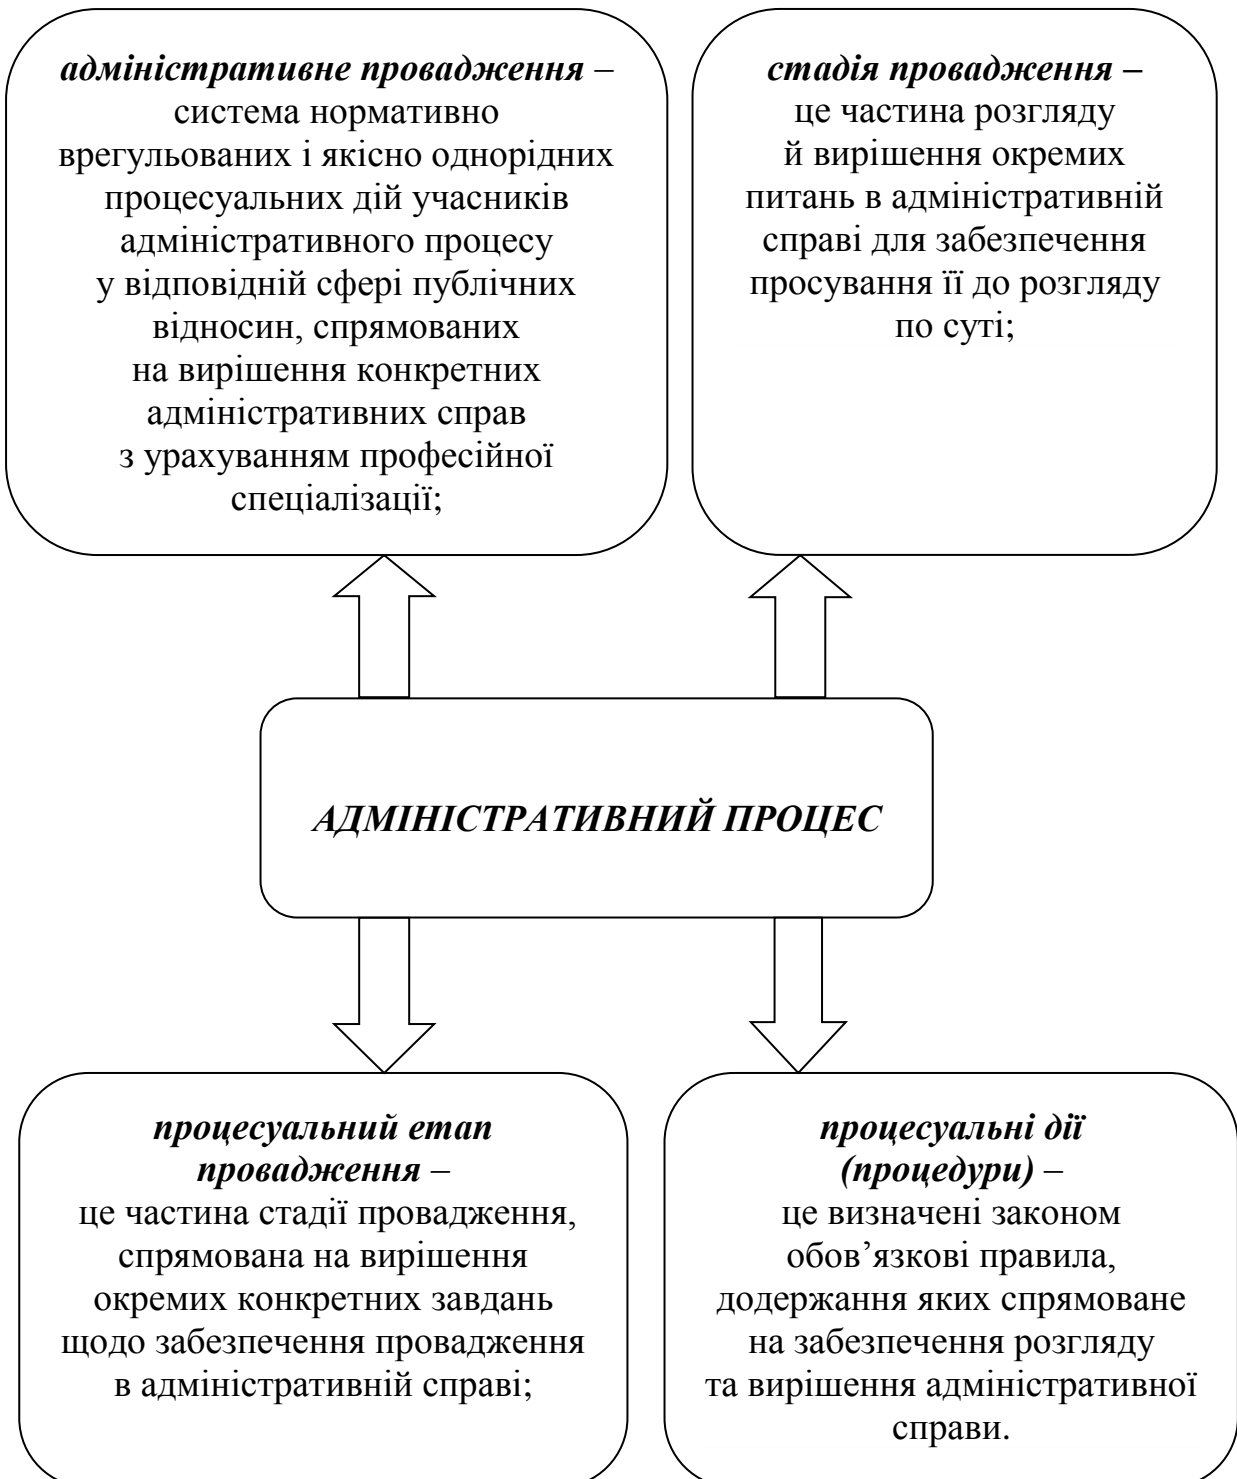 адміністративне провадження –
система нормативно
врегульованих і якісно однорідних
процесуальних дій учасників
адміністративного процесу
у відповідній сфері публічних
відносин, спрямованих
на вирішення конкретних
адміністративних справ
з урахуванням професійної
спеціалізації;
стадія провадження –
це частина розгляду
й вирішення окремих
питань в адміністративній
справі для забезпечення
просування її до розгляду
по суті;
АДМІНІСТРАТИВНИЙ ПРОЦЕС
процесуальний етап
провадження –
це частина стадії провадження,
спрямована на вирішення
окремих конкретних завдань
щодо забезпечення провадження
в адміністративній справі;
процесуальні дії
(процедури) –
це визначені законом
обов’язкові правила,
додержання яких спрямоване
на забезпечення розгляду
та вирішення адміністративної
справи.